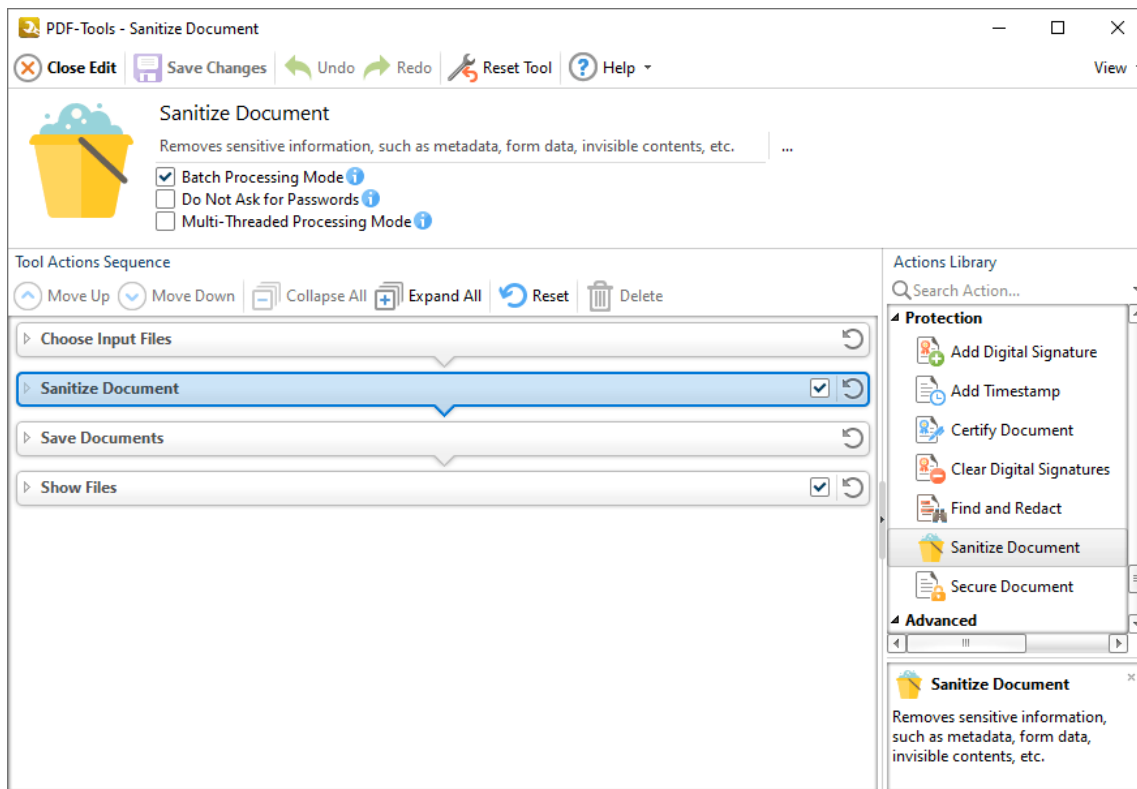 PDF-Tools - Sanitize Document
Close Edit Save Changes Undo Redo Reset Tool ? Help View
Sanitize Document
Removes sensitive information, such as metadata, form data, invisible contents, etc. ...
Batch Processing Mode i
Do Not Ask for Passwords i
Multi-Threaded Processing Mode i
Tool Actions Sequence
Move Up Move Down Collapse All Expand All Reset Delete
Choose Input Files
Sanitize Document
Save Documents
Show Files
Actions Library
Search Action...
Protection
Add Digital Signature
Add Timestamp
Certify Document
Clear Digital Signatures
Find and Redact
Sanitize Document
Secure Document
Advanced
Sanitize Document
Removes sensitive information,
such as metadata, form data,
invisible contents, etc.